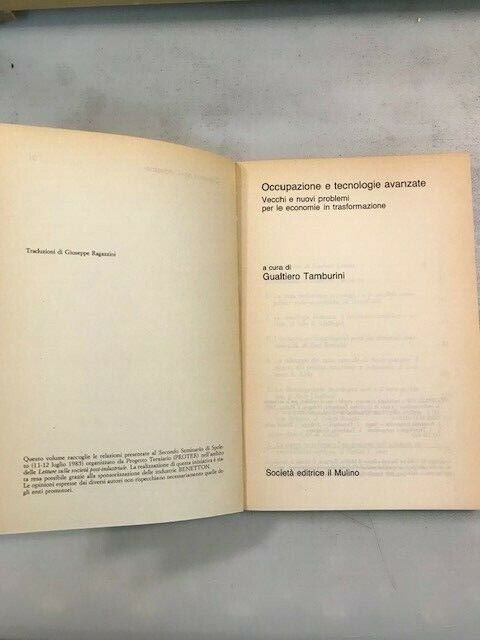 Traduzioni di Giuseppe Ragazzini
Questo volume raccoglie le relazioni presentate al Secondo Seminario di Spole-
to (11-12 luglio 1983) organizzato da Progetto Terziario (PROTER) nell'ambito
delle Letture sulla società post-industriale. La realizzazione di questa iniziativa è sta-
ta resa possibile grazie alla sponsorizzazione delle industrie BENETTON.
Le opinioni espresse dai diversi autori non rispecchiano necessariamente quelle de-
gli enti promotori.
Occupazione e tecnologie avanzate
Vecchi e nuovi problemi
per le economie in trasformazione
a cura di
Gualtiero Tamburini
Società editrice il Mulino